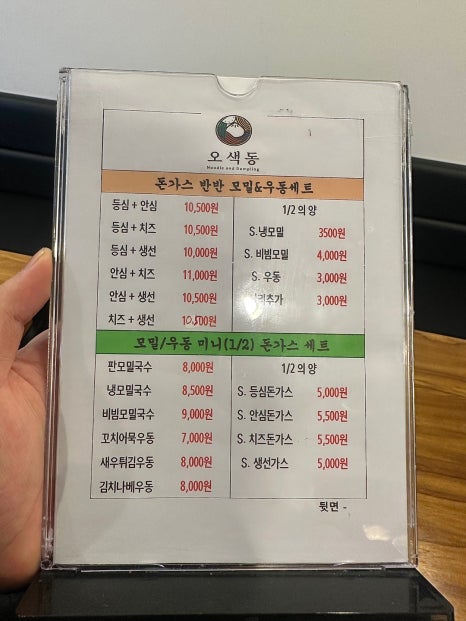 오색동
Noodle and Dumpling
돈가스 반반 모밀&우동세트
등심 + 안심 10,500원 1/2의양
등심 + 치즈 10,500원 S.냉모밀 3500원
등심 + 생선 10,000원 S. 비빔모밀 4,000원
안심 + 치즈 11,000원 S. 우동 3,000원
안심 + 생선 10,500원 추가 3,000원
치즈 + 생선 10,500원
모밀/우동 미니(1/2) 돈가스 세트
판모밀국수 8,000원 1/2의양
냉모밀국수 8,500원 S. 등심돈가스 5,000원
비빔모밀국수 9,000원 S. 안심돈가스 5,500원
꼬치어묵우동 7,000원 S. 치즈돈가스 5,500원
새우튀김우동 8,000원 S. 생선가스 5,000원
김치나베우동 8,000원
뒷면 -